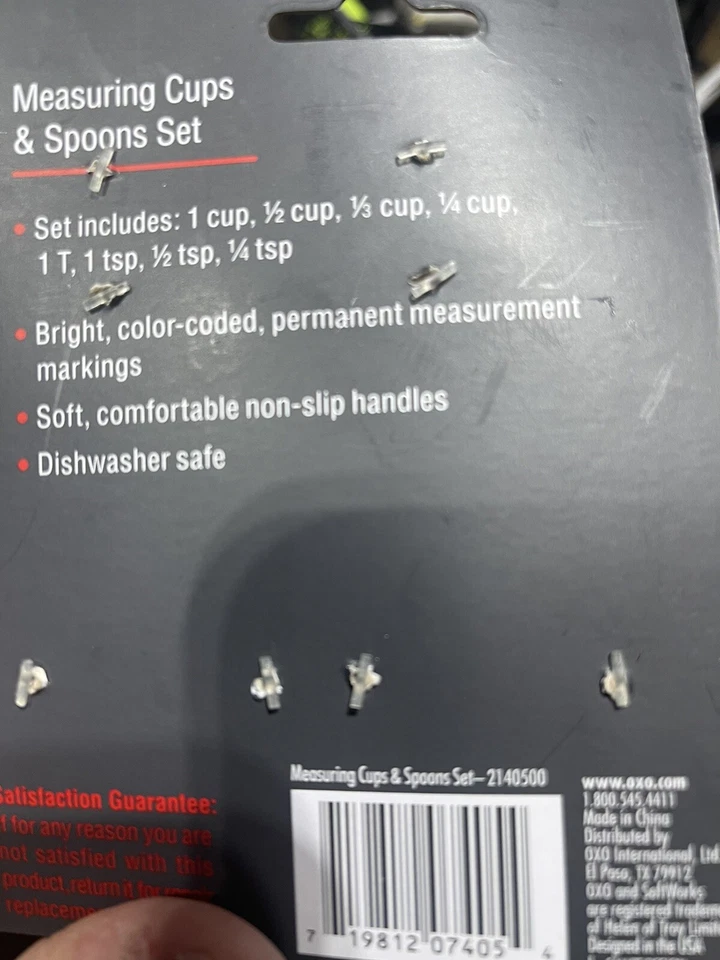 Measuring Cups
& Spoons Set
• Set includes: 1 cup, ½ cup, ⅓ cup, ¼ cup,
1 T, 1 tsp, ½ tsp, ¼ tsp
• Bright, color-coded, permanent measurement
markings
• Soft, comfortable non-slip handles
• Dishwasher safe
Satisfaction Guarantee:
If for any reason you are
not satisfied with this
product, return it for
Measuring Cups & Spoons Set– 2140500
7 19812 07405 4
www.oxo.com
1.800.545.4411
Made in China
Distributed by
OXO International, Ltd
El Paso, TX 79912
OXO and SoftWorks
are registered
of Helen of Troy
Designed in the USA